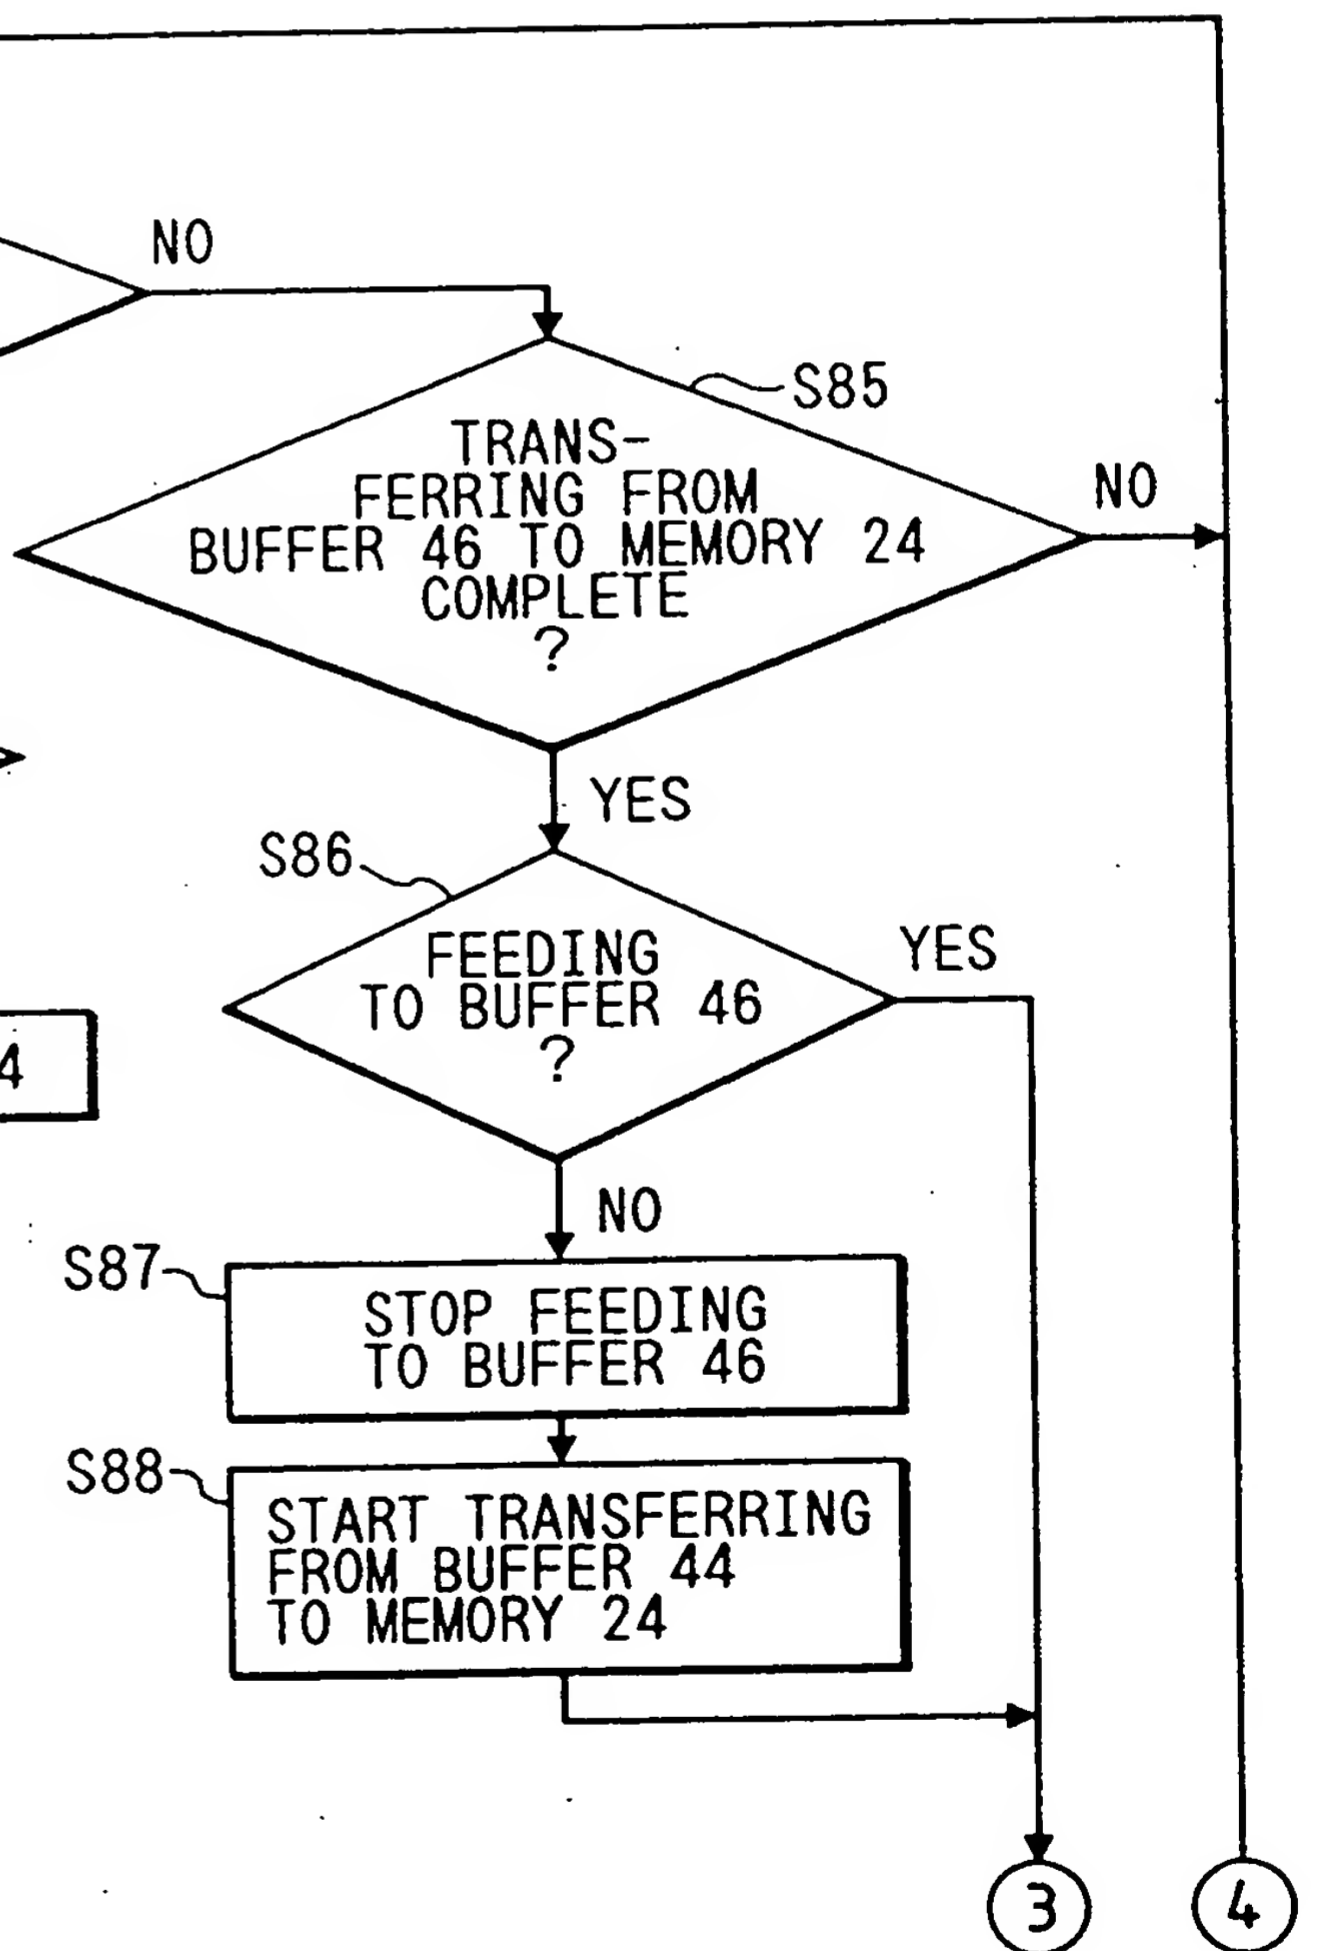 NO
S85
TRANS-
FERRING FROM
BUFFER 46 TO MEMORY 24
COMPLETE
?
NO
YES
S86
FEEDING
TO BUFFER 46
?
YES
4
NO
S87
STOP FEEDING
TO BUFFER 46
S88
START TRANSFERRING
FROM BUFFER 44
TO MEMORY 24
3
4